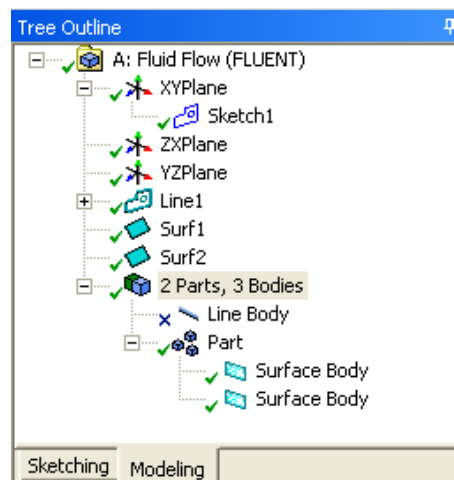 Tree Outline
A: Fluid Flow (FLUENT)
XYPlane
Sketch1
ZXPlane
YZPlane
Line1
Surf1
Surf2
2 Parts, 3 Bodies
Line Body
Part
Surface Body
Surface Body
Sketching Modeling